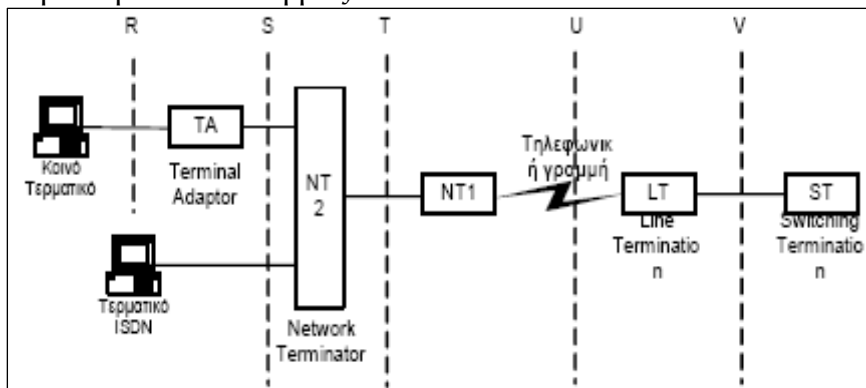 R S T U V
TA
Κοινό
Τερματικό
Terminal
Adaptor
NT
2
NT1
Τηλεφωνικ
ή γραμμή
LT
Line
Terminatio
n
ST
Switching
Terminatio
n
Τερματικό
ISDN
Network
Terminator